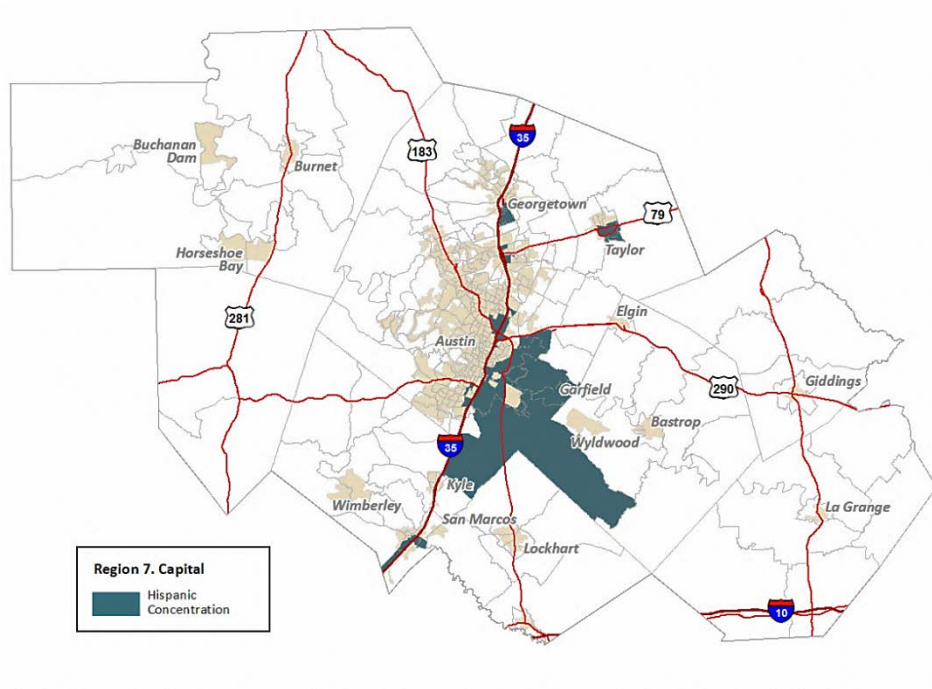 35
183
Buchanan
Dam
Burnet
Georgetown
79
Taylor
Horseshoe
Bay
281
Elgin
Austin
Garfield
290
Giddings
Bastrop
Wyldwood
35
Kyle
Wimberley
San Marcos
La Grange
Lockhart
Region 7. Capital
Hispanic
Concentration
10